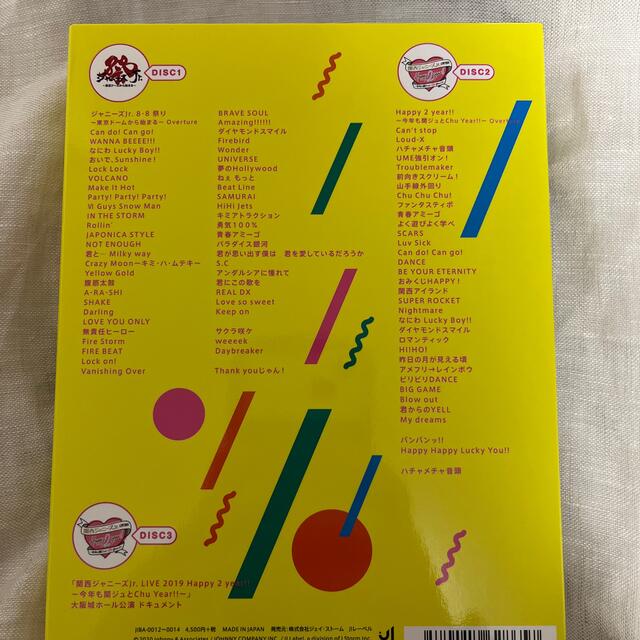 DISC1
ジャニーズJr. 8·8 祭り
〜東京ドームから始まる〜 Overture
Can do! Can go!
WANNA BEEEE!!!
なにわ Lucky Boy!!
おいで、Sunshine!
Lock Lock
VOLCANO
Make It Hot
Party! Party! Party!
Ⅵ Guys Snow Man
IN THE STORM
Rollin'
JAPONICA STYLE
NOT ENOUGH
君と… Milky way
Crazy Moon〜キミ・ハ・ムテキ〜
Yellow Gold
腹筋太鼓
A-RA-SHI
SHAKE
Darling
LOVE YOU ONLY
無責任ヒーロー
Fire Storm
FIRE BEAT
Lock on!
Vanishing Over
BRAVE SOUL
Amazing!!!!!!
ダイヤモンドスマイル
Firebird
Wonder
UNIVERSE
夢のHollywood
ねぇ もっと
Beat Line
SAMURAI
HiHi Jets
キミアトラクション
勇気100%
青春アミーゴ
パラダイス銀河
君が思い出す僕は 君を愛しているだろうか
S.C
アンダルシアに憧れて
君にこの歌を
REAL DX
Love so sweet
Keep on
サクラ咲ケ
weeeek
Daybreaker
Thank youじゃん!
DISC2
Happy 2 year!!
〜今年も関ジュとChu Year!!〜 Overture
Can't stop
Loud-X
ハチャメチャ音頭
UME強引オン!
Troublemaker
前向きスクリーム!
山手線外回り
Chu Chu Chu!
ファンタスティポ
青春アミーゴ
よく遊びよく学べ
SCARS
Luv Sick
Can do! Can go!
DANCE
BE YOUR ETERNITY
おみくじHAPPY!
関西アイランド
SUPER ROCKET
Nightmare
なにわ Lucky Boy!!
ダイヤモンドスマイル
ロマンティック
HI!HO!
昨日の月が見える頃
アメフリ→レインボウ
ビリビリDANCE
BIG GAME
Blow out
君からのYELL
My dreams
バンバンッ!!
Happy Happy Lucky You!!
ハチャメチャ音頭
DISC3
「関西ジャニーズJr. LIVE 2019 Happy 2 year!!
〜今年も関ジュとChu Year!!〜」
大阪城ホール公演 ドキュメント
JIBA-0012〜0014 4,500円+税 MADE IN JAPAN 発売元:株式会社ジェイ・ストーム JIレーベル